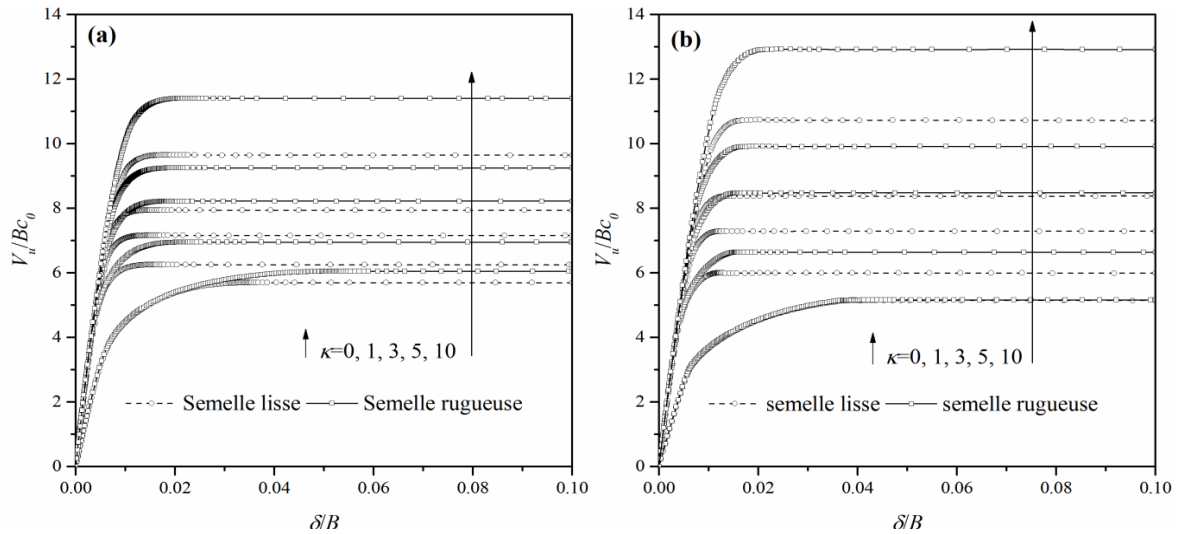 (a)
14
12
10
8
6
4
2
0
V_u/Bc_0
κ=0, 1, 3, 5, 10
Semelle lisse Semelle rugueuse
0.00 0.02 0.04 0.06 0.08 0.10
δ/B
(b)
14
12
10
8
6
4
2
0
V_u/Bc_0
κ=0, 1, 3, 5, 10
semelle lisse semelle rugueuse
0.00 0.02 0.04 0.06 0.08 0.10
δ/B